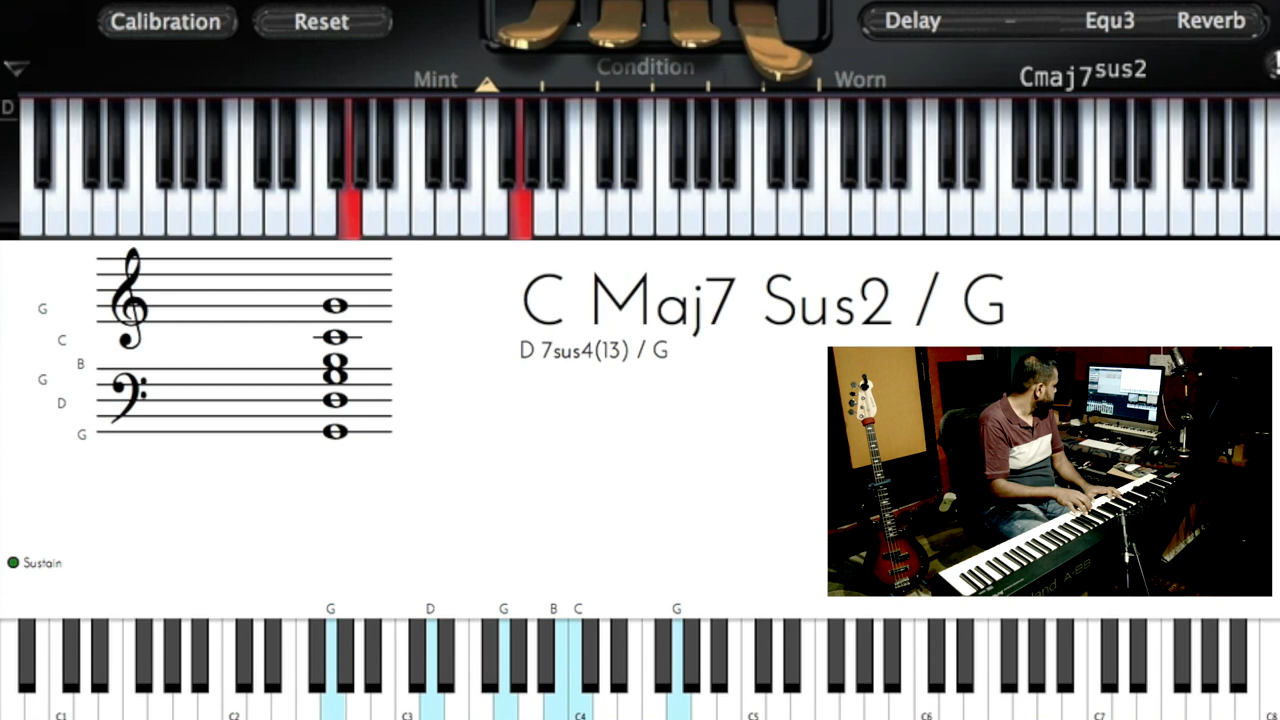 Calibration Reset Delay - Equ3 Reverb
Mint Condition Worn Cmaj7sus2
D
C Maj7 Sus2 / G
D 7sus4(13) / G
G
C
B
G
D
G
Sustain
G D G B C G
C1 C2 C3 C4 C5 C6 C7 C8